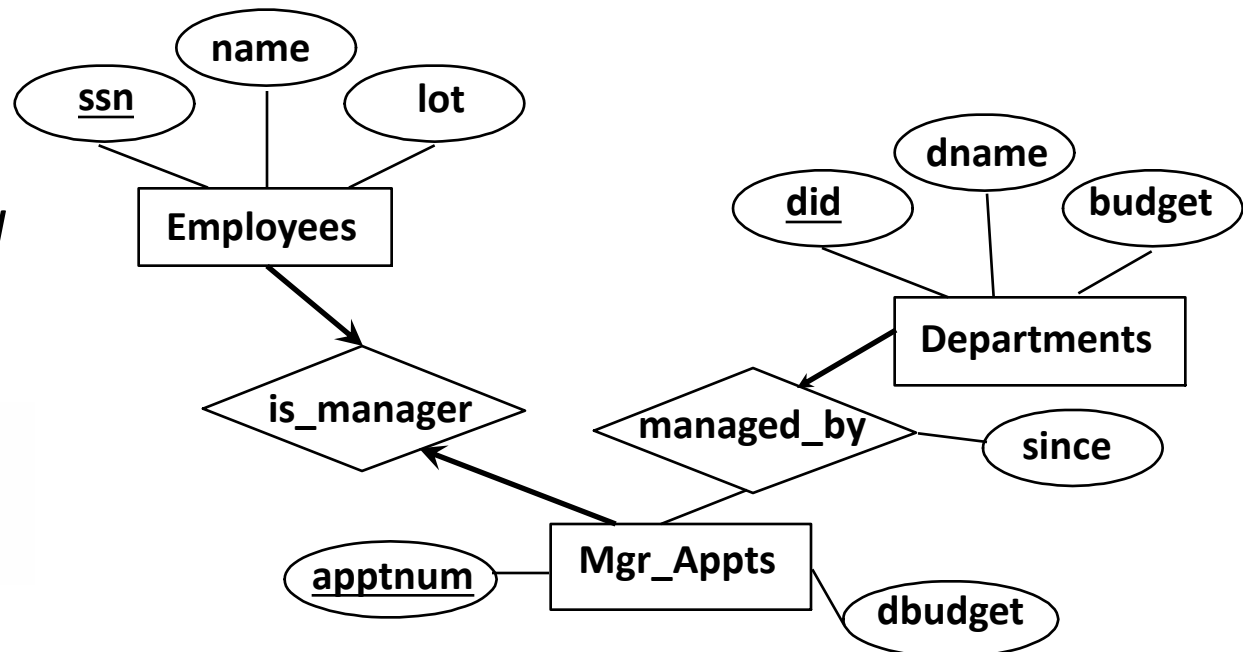 name
ssn
lot
Employees
dname
did
budget
Departments
is_manager
managed_by
since
Mgr_Appts
apptnum
dbudget